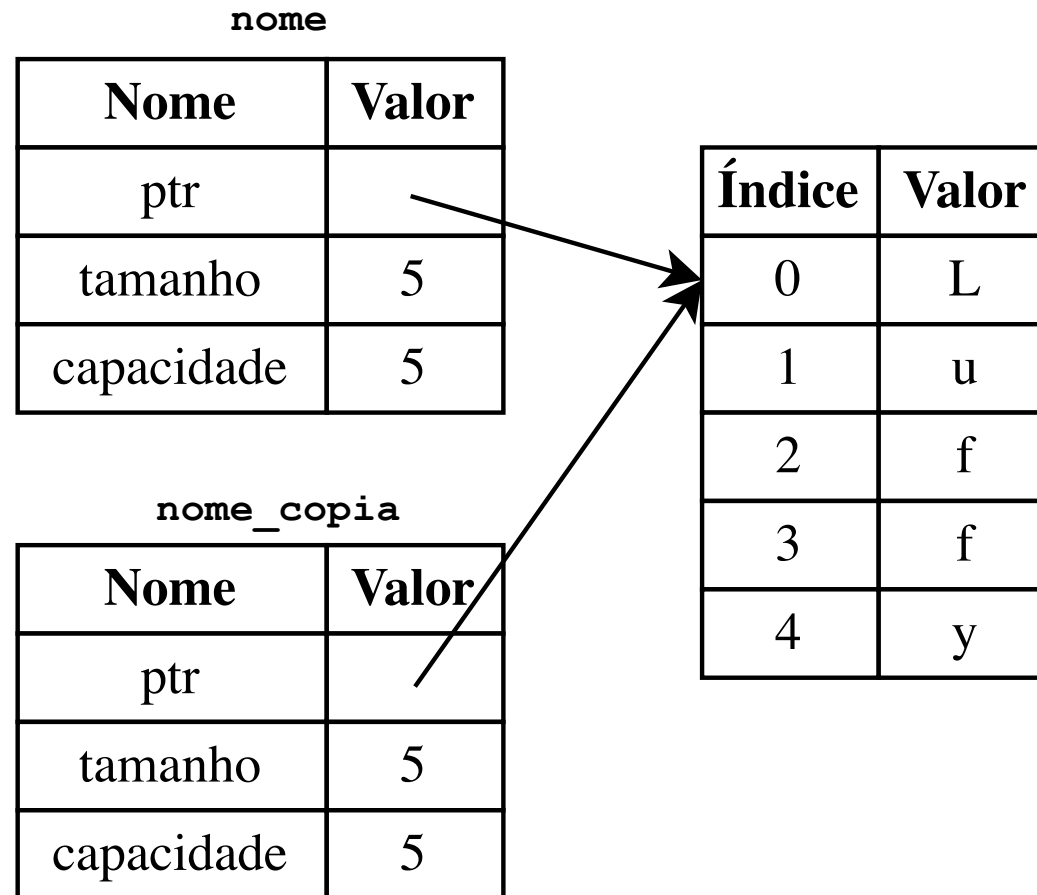 nome
Nome Valor
ptr
tamanho 5
capacidade 5
Índice Valor
0 L
1 u
2 f
3 f
4 y
nome_copia
Nome Valor
ptr
tamanho 5
capacidade 5